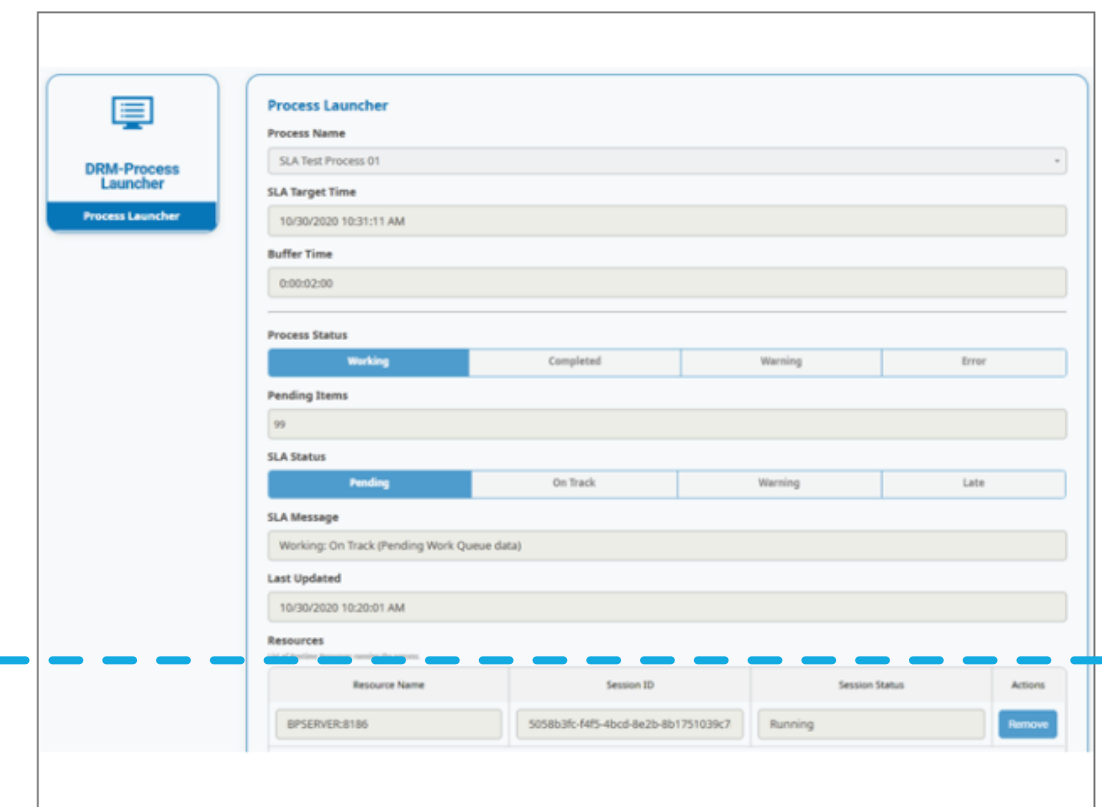 DRM-Process
Launcher
Process Launcher
Process Launcher
Process Name
SLA Test Process 01
SLA Target Time
10/30/2020 10:31:11 AM
Buffer Time
0:00:02:00
Process Status
Working Completed Warning Error
Pending Items
99
SLA Status
Pending On Track Warning Late
SLA Message
Working: On Track (Pending Work Queue data)
Last Updated
10/30/2020 10:20:01 AM
Resources
Resource Name Session ID Session Status Actions
BPSERVER:8186 5058b3fc-f4f5-4bcd-8e2b-8b1751039c7 Running Remove